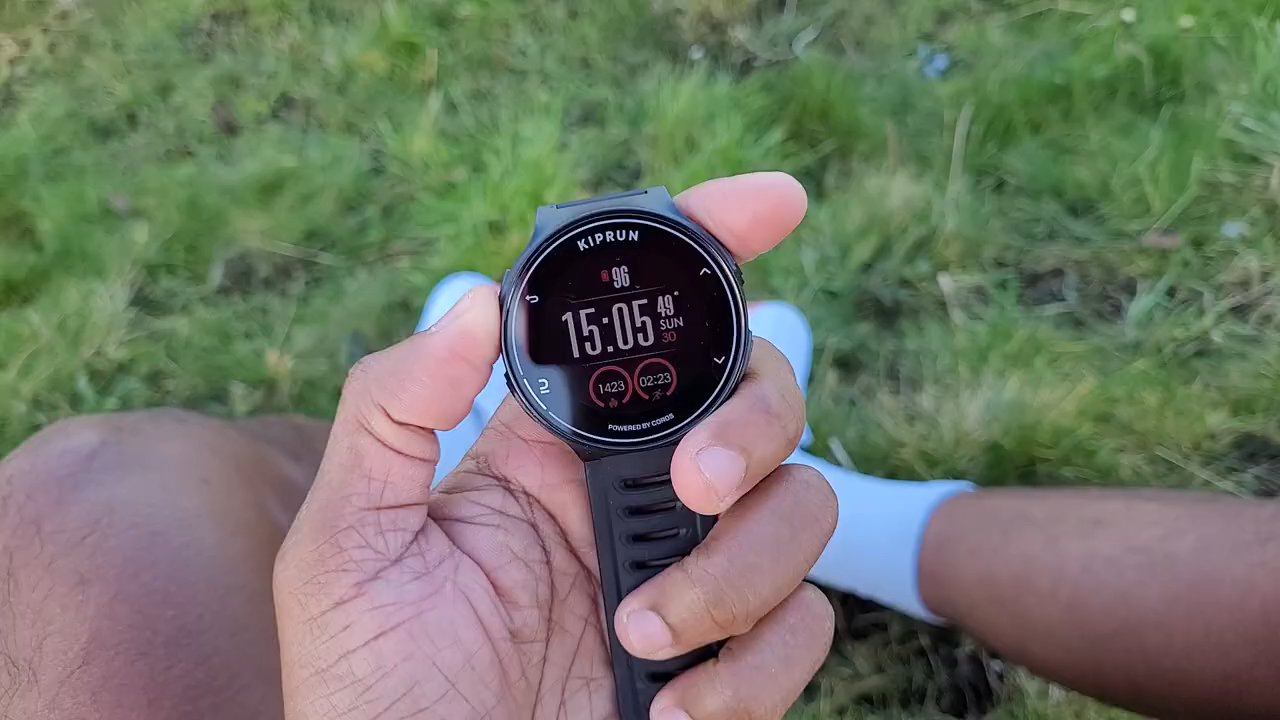 KIPRUN
96
15:05 49"
SUN
30
1423 02:23
POWERED BY COROS